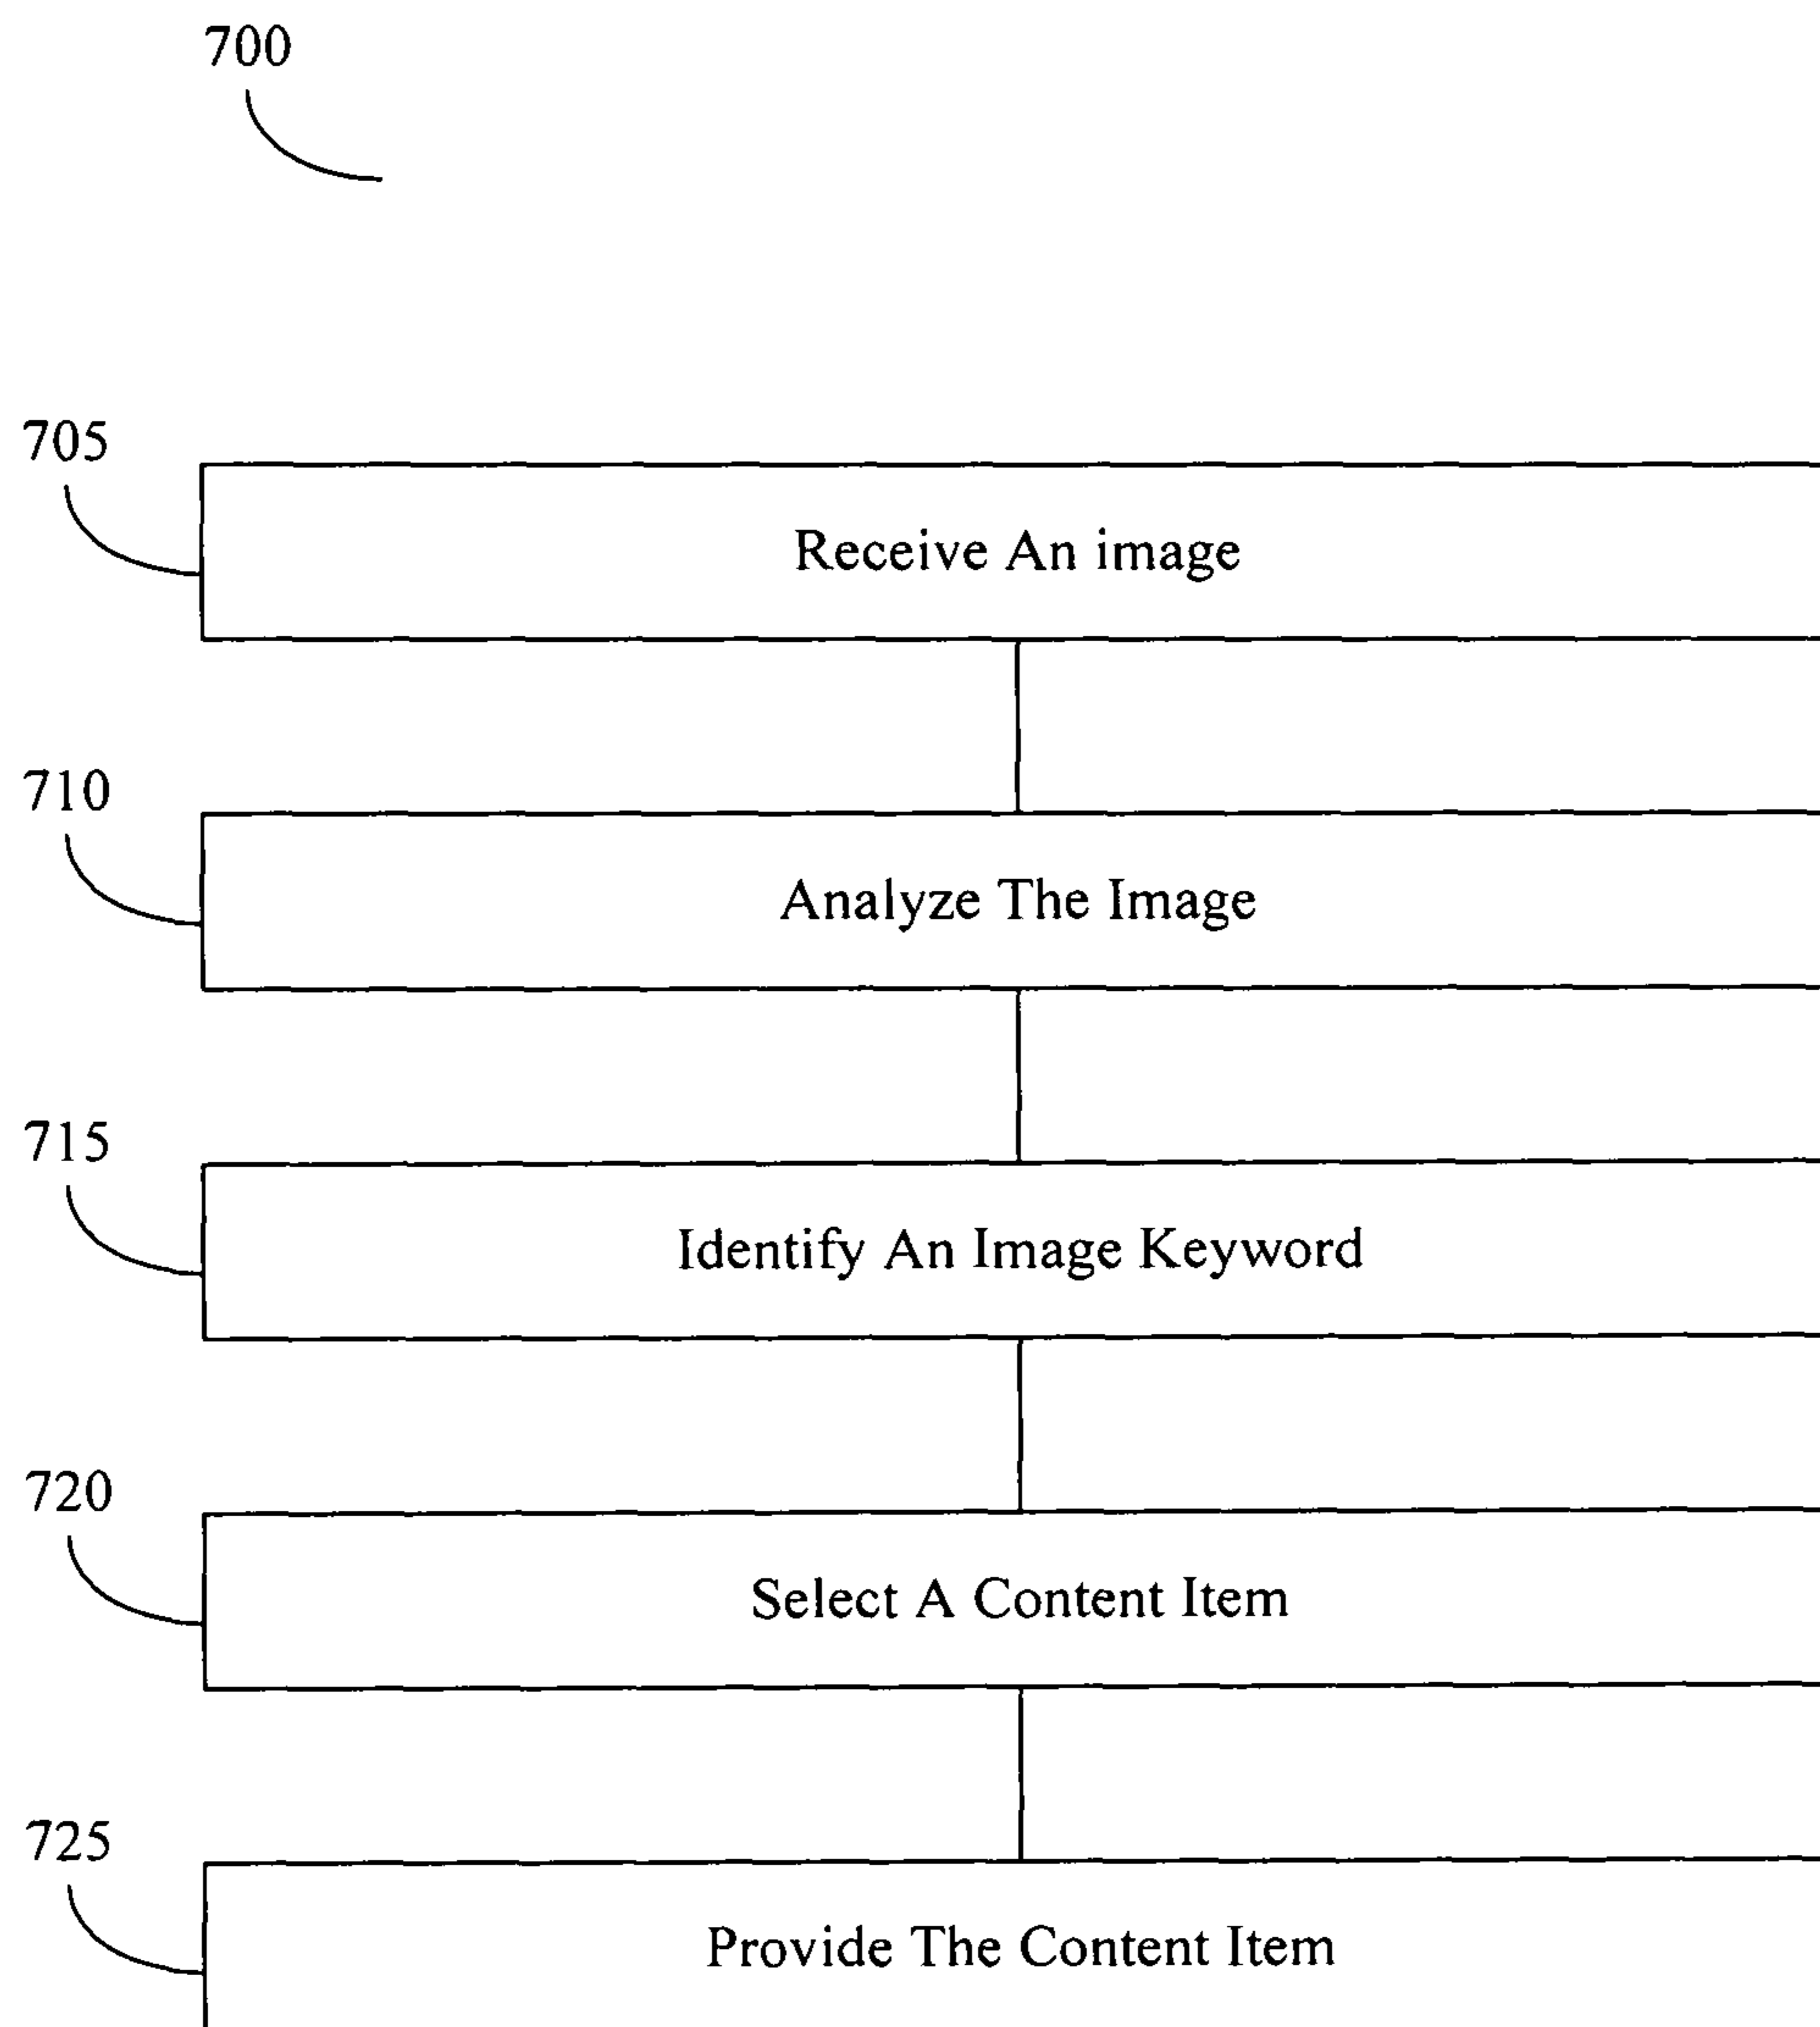 700
705
Receive An image
710
Analyze The Image
715
Identify An Image Keyword
720
Select A Content Item
725
Provide The Content Item